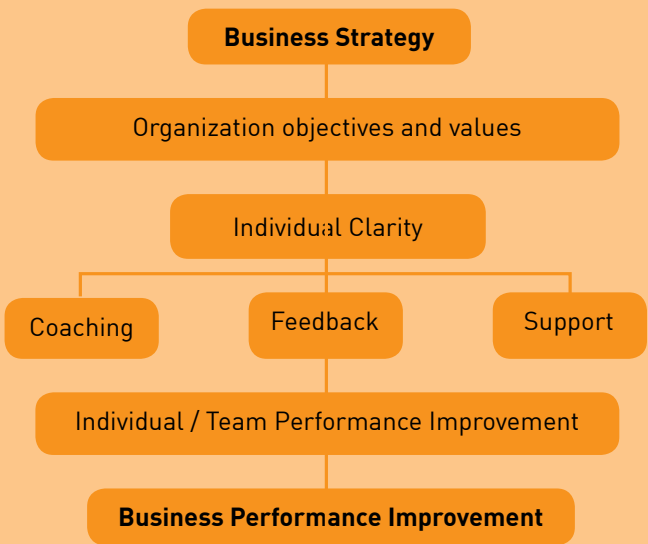 Business Strategy
Organization objectives and values
Individual Clarity
Coaching
Feedback
Support
Individual / Team Performance Improvement
Business Performance Improvement